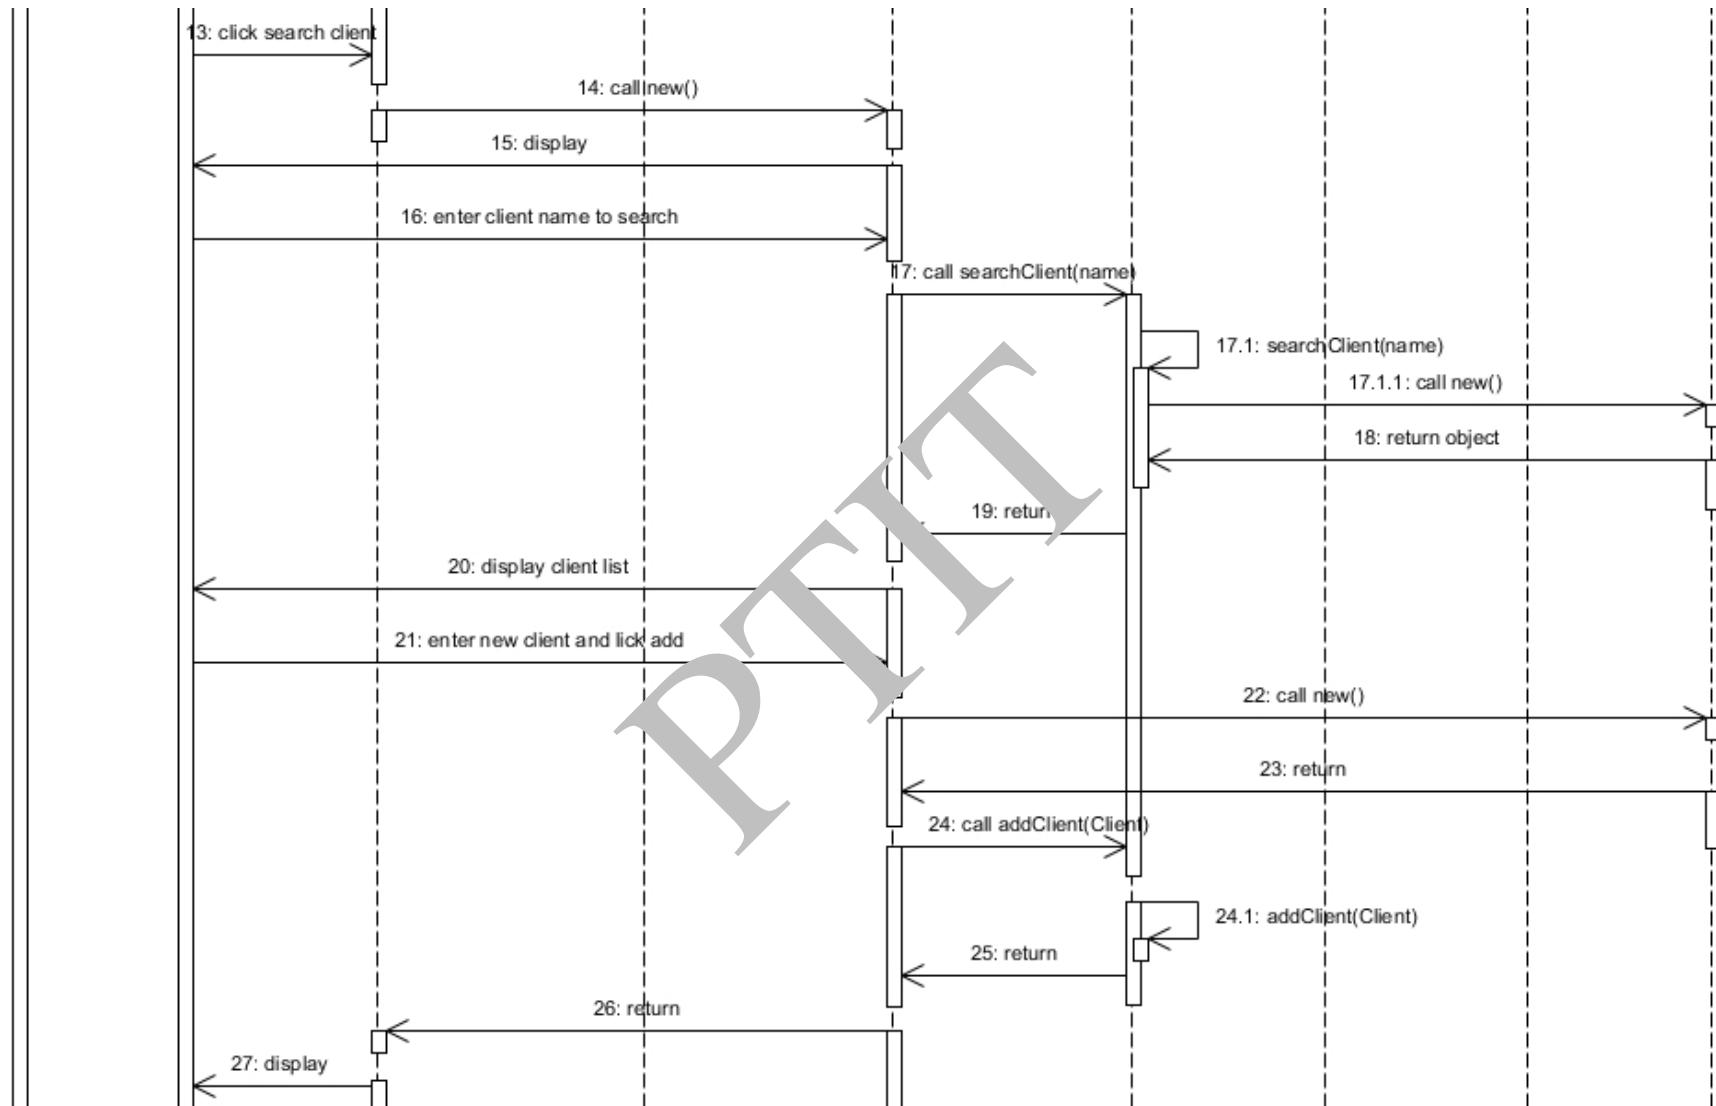 13: click search client
14: call new()
15: display
16: enter client name to search
17: call searchClient(name)
17.1: searchClient(name)
17.1.1: call new()
18: return object
19: return
20: display client list
21: enter new client and lick add
22: call new()
23: return
24: call addClient(Client)
24.1: addClient(Client)
25: return
26: return
27: display
PTIT